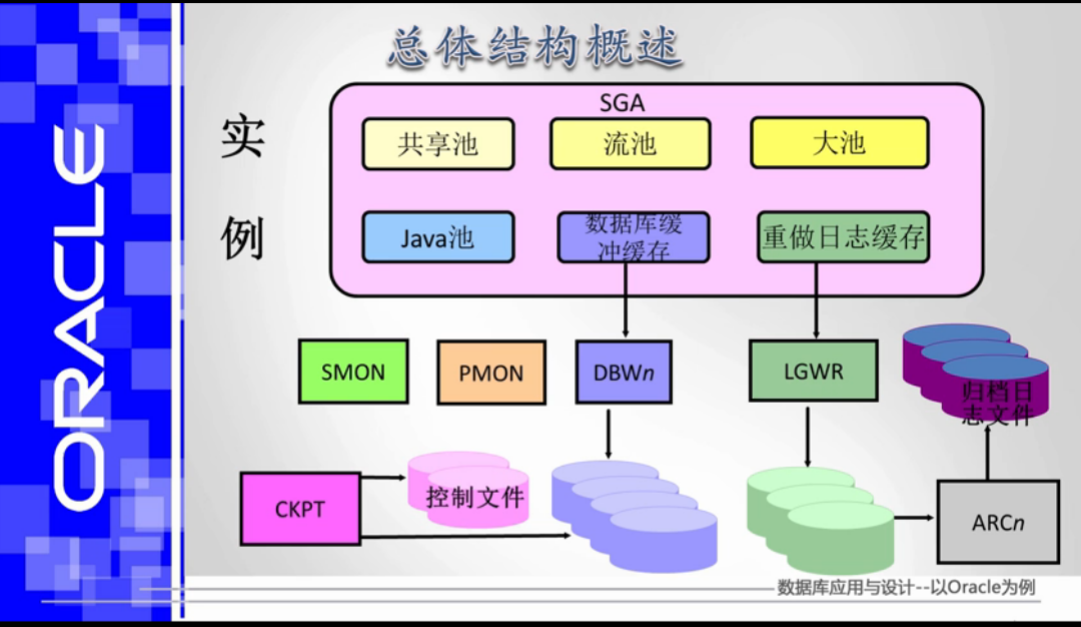 总体结构概述
ORACLE
实
例
SGA
共享池
流池
大池
Java池
数据库缓
冲缓存
重做日志缓存
SMON
PMON
DBWn
LGWR
归档日
志文件
CKPT
控制文件
ARCn
数据库应用与设计--以Oracle为例